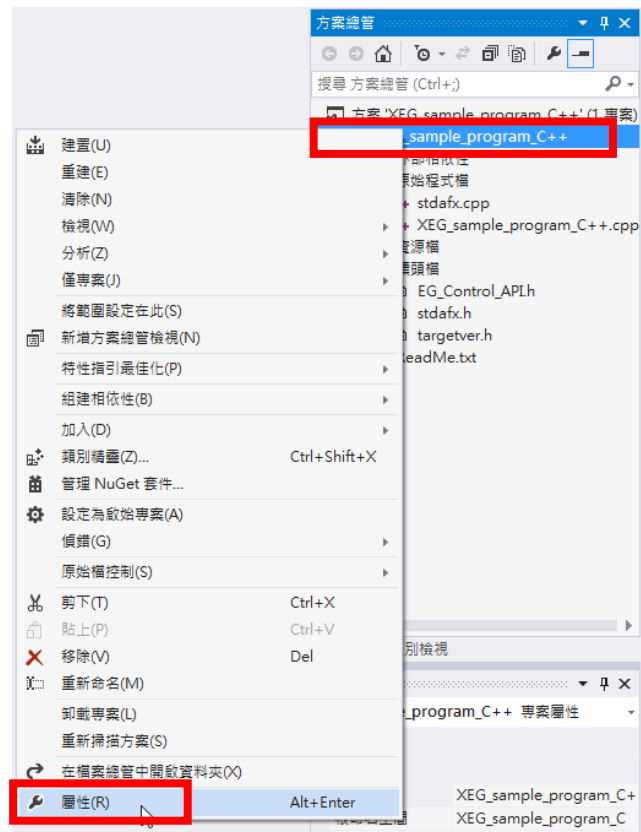 方案總管
搜尋 方案總管 (Ctrl+;)
方案 'XEG_sample_program_C++' (1 專案)
_sample_program_C++
外部相依性
原始程式檔
stdafx.cpp
XEG_sample_program_C++.cpp
資源檔
標頭檔
EG_Control_API.h
stdafx.h
targetver.h
ReadMe.txt
建置(U)
重建(E)
清除(N)
檢視(W)
分析(Z)
僅專案(J)
將範圍設定在此(S)
新增方案總管檢視(N)
特性指引最佳化(P)
組建相依性(B)
加入(D)
類別精靈(Z)... Ctrl+Shift+X
管理 NuGet 套件...
設定為啟始專案(A)
偵錯(G)
原始檔控制(S)
剪下(T) Ctrl+X
貼上(P) Ctrl+V
移除(V) Del
重新命名(M)
卸載專案(L)
重新掃描方案(S)
在檔案總管中開啟資料夾(X)
屬性(R) Alt+Enter
別檢視
_program_C++ 專案屬性
XEG_sample_program_C+
根命名空間 XEG_sample_program_C